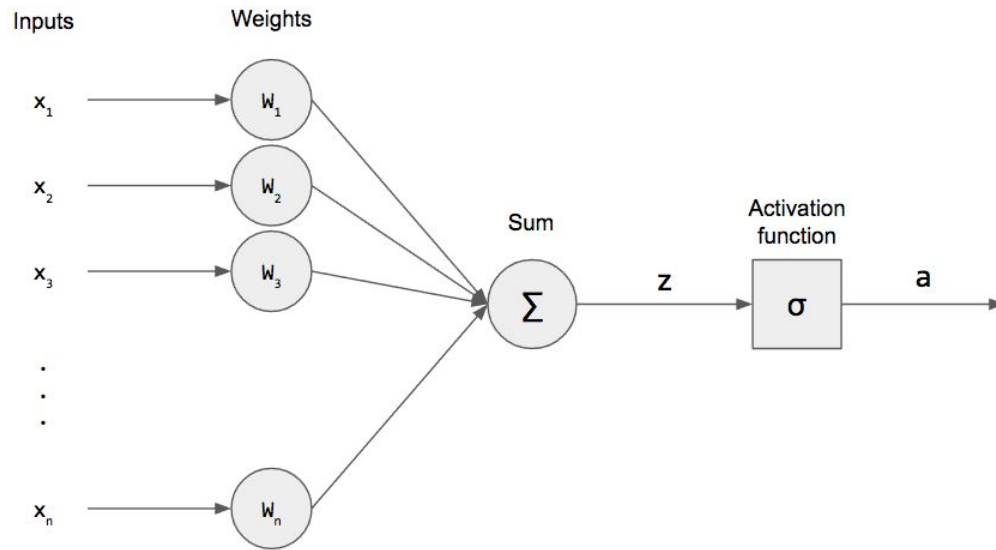 Inputs
Weights
x₁
W₁
x₂
W₂
Sum
Activation
function
x₃
W₃
Σ
z
σ
a
.
.
.
xₙ
Wₙ